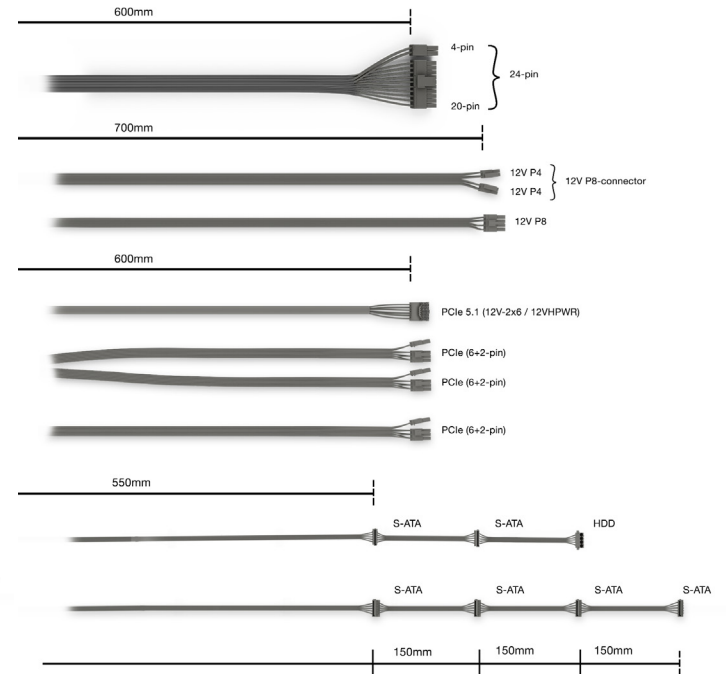 600mm
4-pin
24-pin
20-pin
700mm
12V P4
12V P4
12V P8-connector
12V P8
600mm
PCIe 5.1 (12V-2x6 / 12VHPWR)
PCIe (6+2-pin)
PCIe (6+2-pin)
PCIe (6+2-pin)
550mm
S-ATA S-ATA HDD
S-ATA S-ATA S-ATA S-ATA
150mm 150mm 150mm